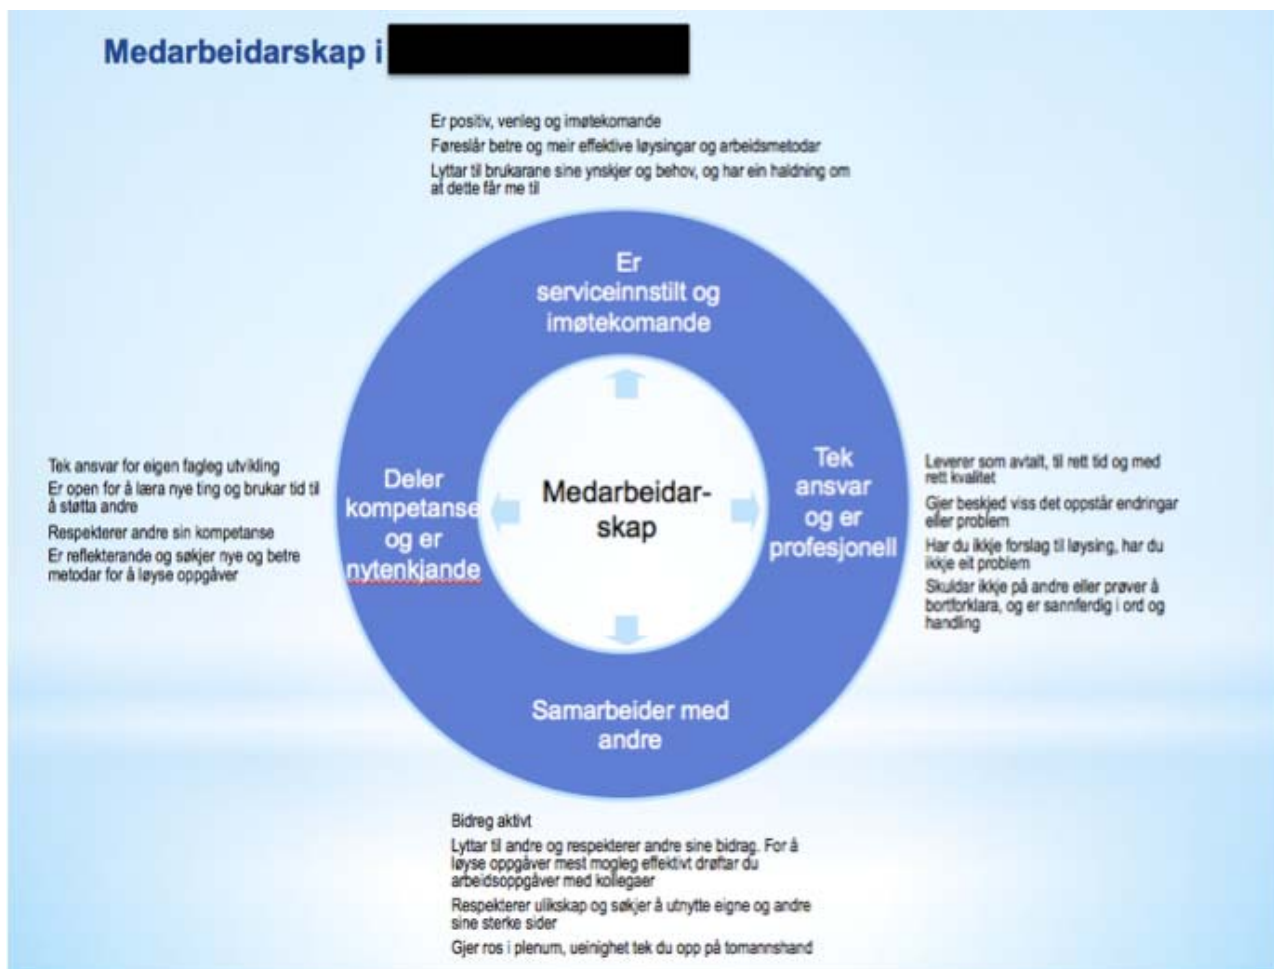 Medarbeidarskap i
Er positiv, venleg og imøtekomande
Føreslår betre og meir effektive løysingar og arbeidsmetodar
Lyttar til brukarane sine ynskjer og behov, og har ein haldning om
at dette får me til
Er
serviceinnstilt og
imøtekomande
Tek ansvar for eigen fagleg utvikling
Er open for å læra nye ting og brukar tid til
å støtta andre
Respekterer andre sin kompetanse
Er reflekterande og søkjer nye og betre
metodar for å løyse oppgåver
Deler
kompetanse
og er
nytenkjande
Medarbeidar-
skap
Tek
ansvar
og er
profesjonell
Leverer som avtalt, til rett tid og med
rett kvalitet
Gjer beskjed viss det oppstår endringar
eller problem
Har du ikkje forslag til løysing, har du
ikkje eit problem
Skuldar ikkje på andre eller prøver å
bortforklara, og er sannferdig i ord og
handling
Samarbeider med
andre
Bidreg aktivt
Lyttar til andre og respekterer andre sine bidrag. For å
løyse oppgåver mest mogleg effektivt drøftar du
arbeidsoppgåver med kollegaer
Respekterer ulikskap og søkjer å utnytte eigne og andre
sine sterke sider
Gjer ros i plenum, ueinighet tek du opp på tomannshand